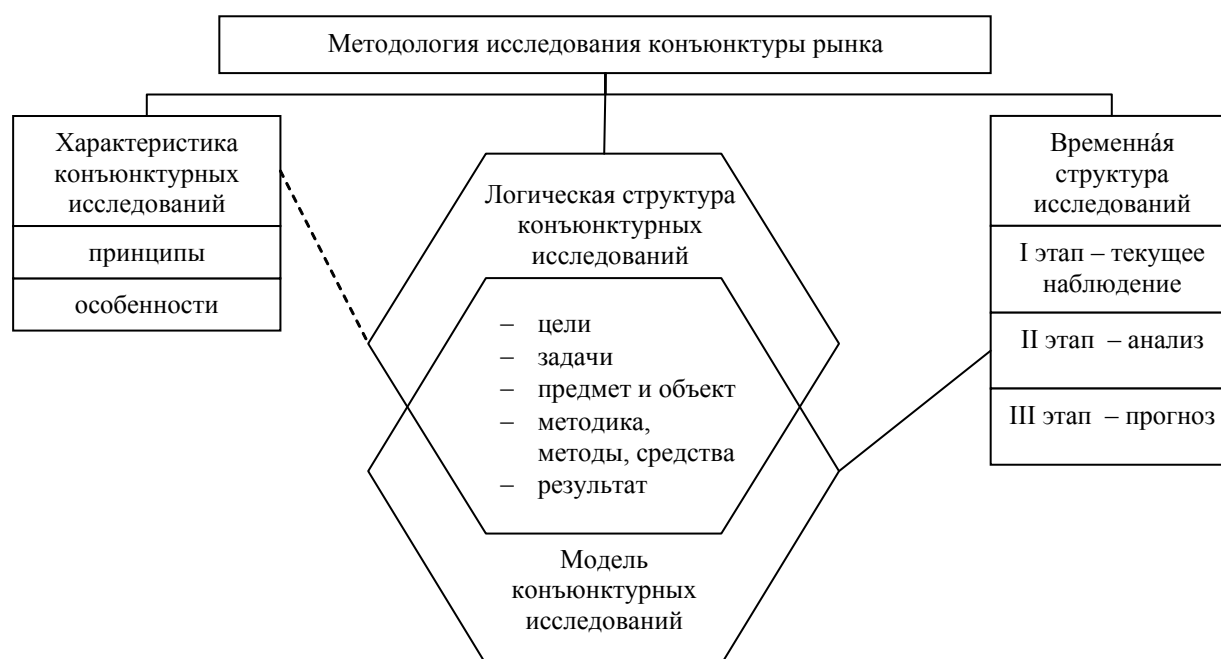 Методология исследования конъюнктуры рынка
Характеристика
конъюнктурных
исследований
принципы
особенности
Логическая структура
конъюнктурных
исследований
– цели
– задачи
– предмет и объект
– методика,
методы, средства
– результат
Модель
конъюнктурных
исследований
Временнáя
структура
исследований
I этап – текущее
наблюдение
II этап – анализ
III этап – прогноз